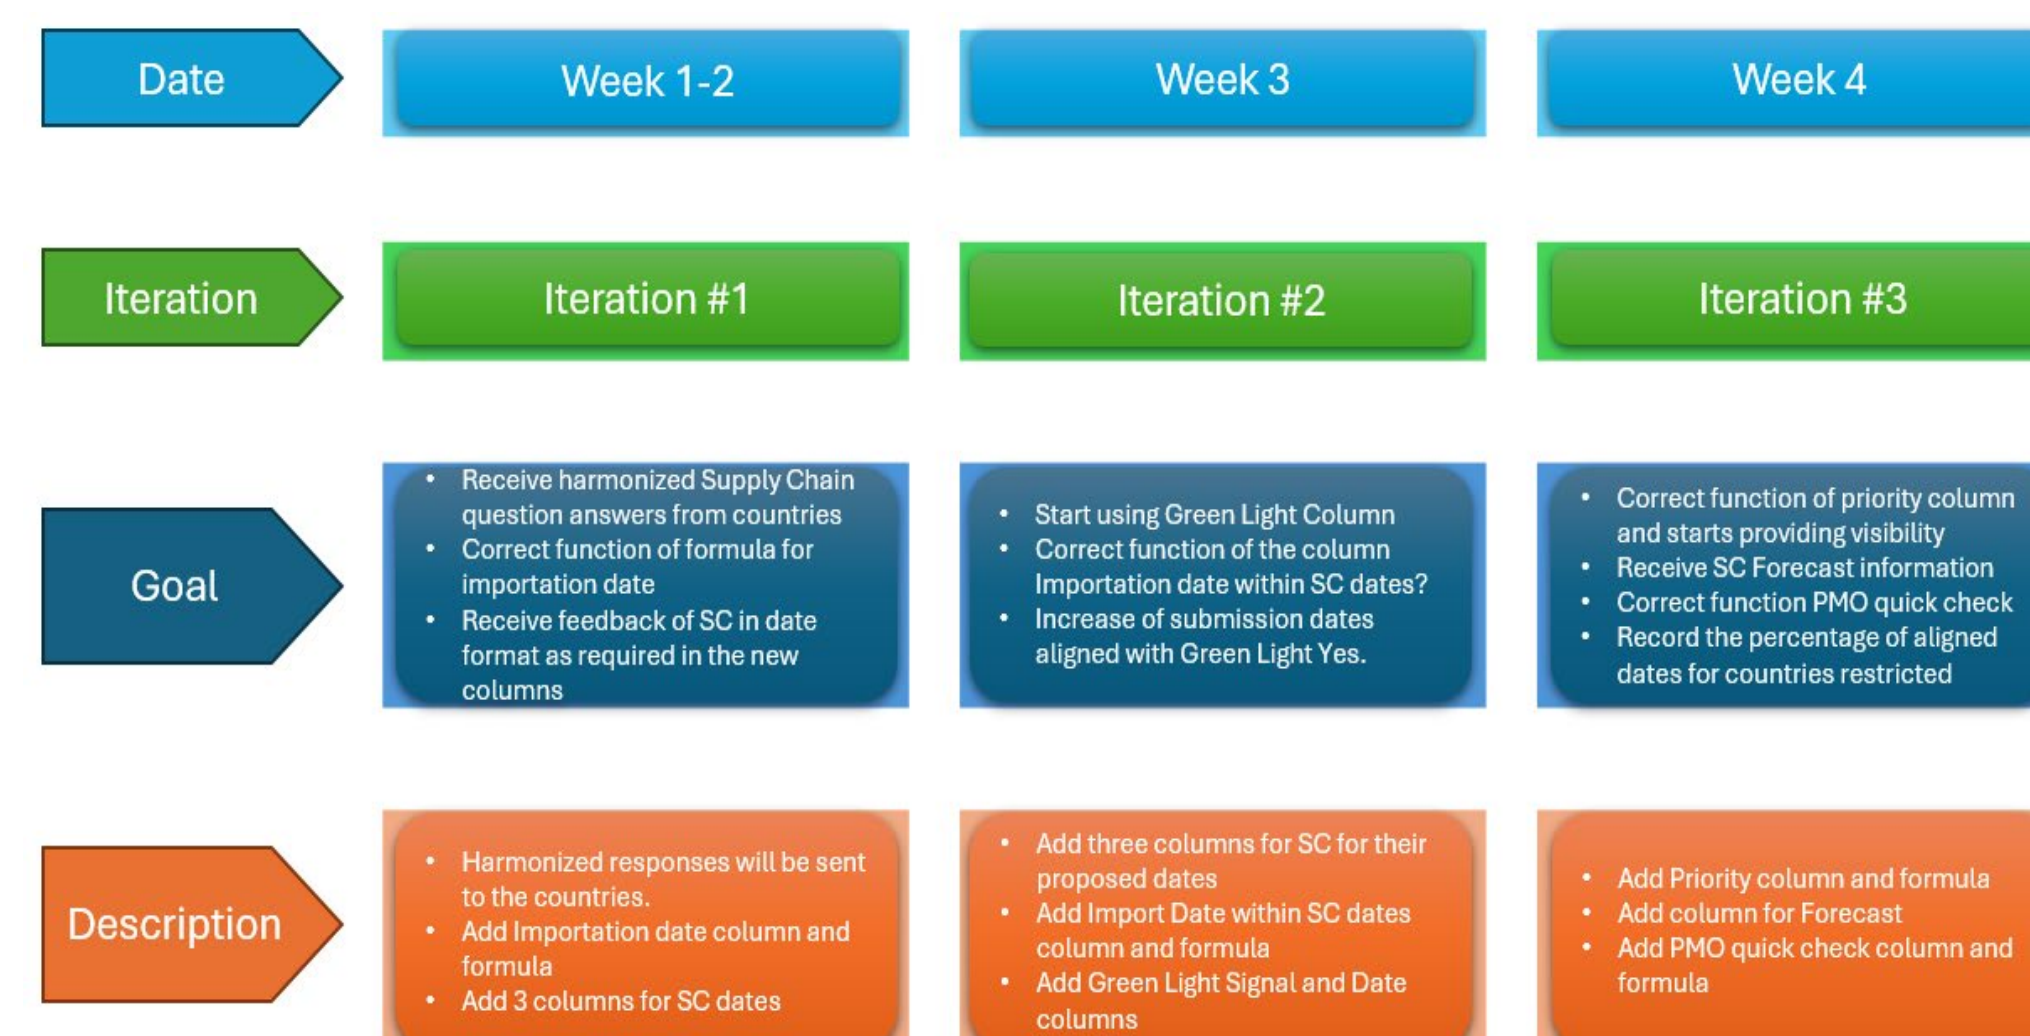 Date
Week 1-2
Week 3
Week 4
Iteration
Iteration #1
Iteration #2
Iteration #3
Goal
• Receive harmonized Supply Chain
question answers from countries
• Correct function of formula for
importation date
• Receive feedback of SC in date
format as required in the new
columns
• Start using Green Light Column
• Correct function of the column
Importation date within SC dates?
• Increase of submission dates
aligned with Green Light Yes.
• Correct function of priority column
and starts providing visibility
• Receive SC Forecast information
• Correct function PMO quick check
• Record the percentage of aligned
dates for countries restricted
Description
• Harmonized responses will be sent
to the countries.
• Add Importation date column and
formula
• Add 3 columns for SC dates
• Add three columns for SC for their
proposed dates
• Add Import Date within SC dates
column and formula
• Add Green Light Signal and Date
columns
• Add Priority column and formula
• Add column for Forecast
• Add PMO quick check column and
formula